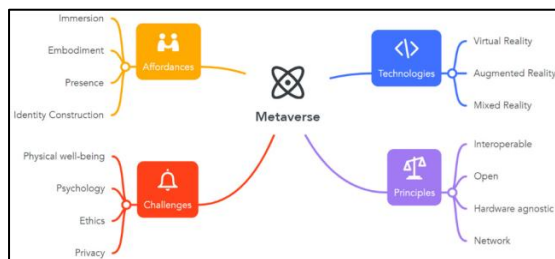 Immersion
Embodiment
Presence
Identity Construction
Affordances
Metaverse
Technologies
Virtual Reality
Augmented Reality
Mixed Reality
Physical well-being
Psychology
Ethics
Privacy
Challenges
Principles
Interoperable
Open
Hardware agnostic
Network